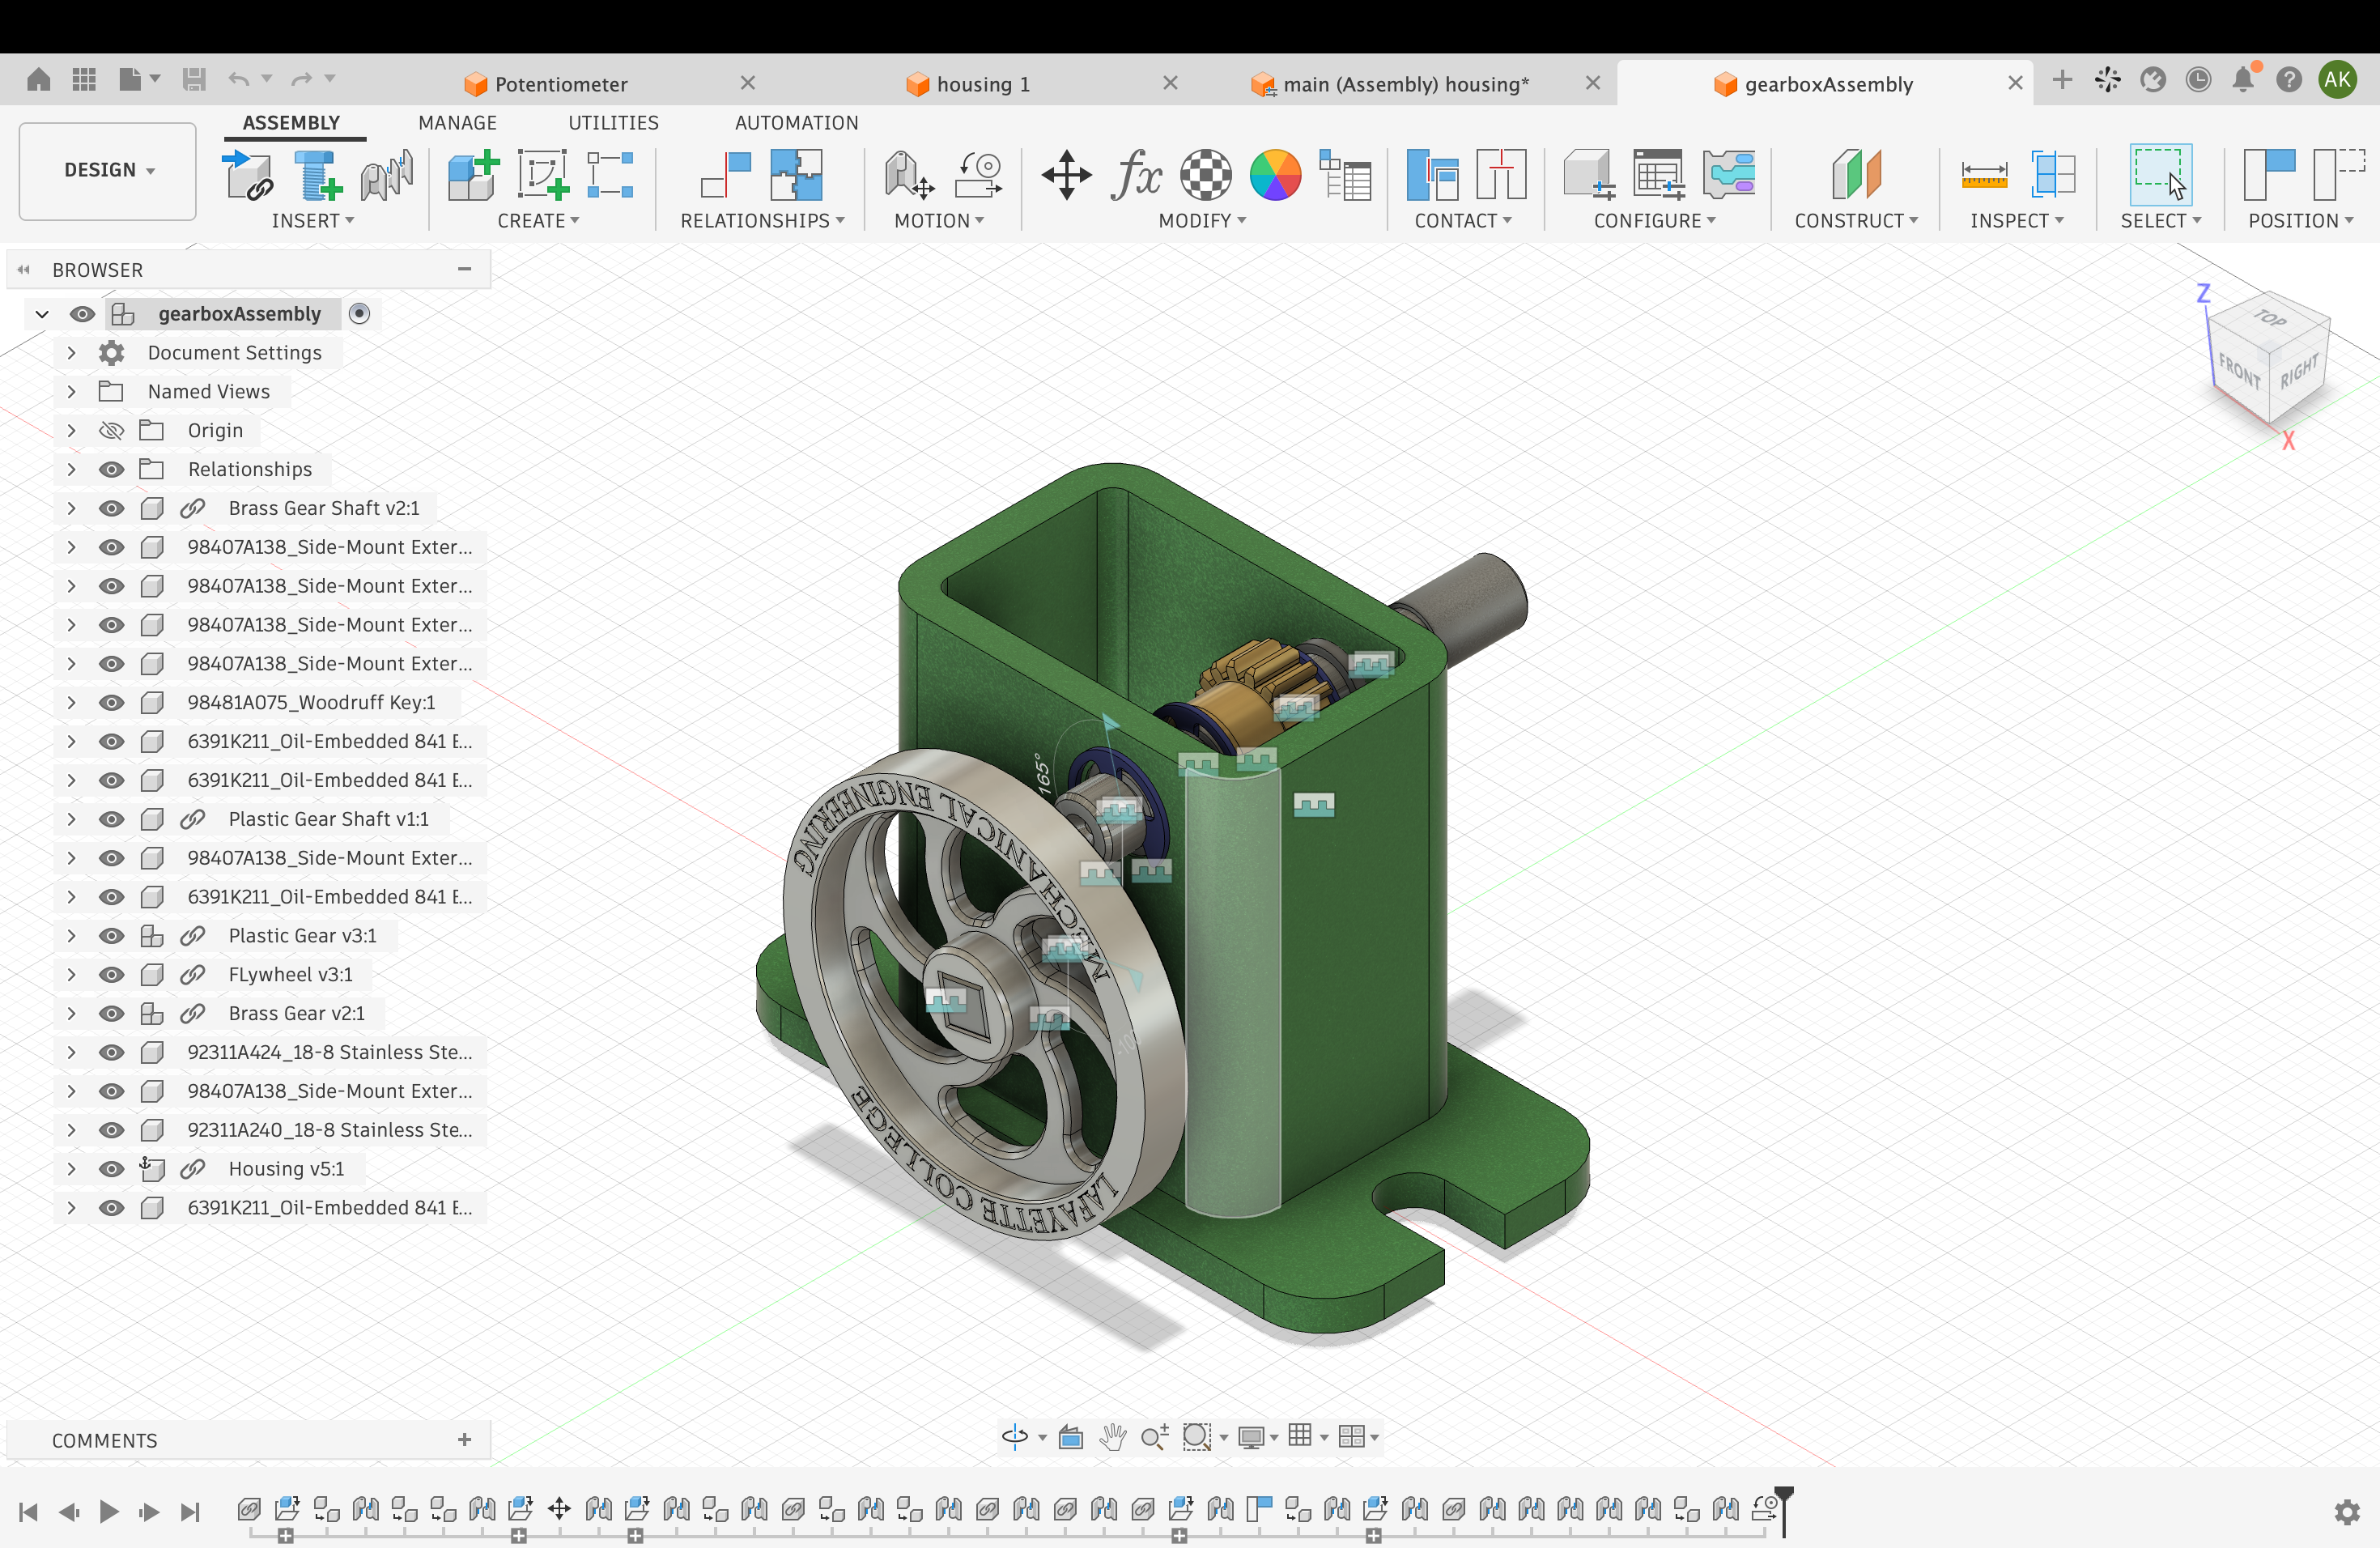 Potentiometer
housing 1
main (Assembly) housing*
gearboxAssembly
AK
DESIGN
ASSEMBLY
MANAGE
UTILITIES
AUTOMATION
fx
INSERT
CREATE
RELATIONSHIPS
MOTION
MODIFY
CONTACT
CONFIGURE
CONSTRUCT
INSPECT
SELECT
POSITION
BROWSER
gearboxAssembly
Document Settings
Named Views
Origin
Relationships
Brass Gear Shaft v2:1
98407A138_Side-Mount Exter...
98407A138_Side-Mount Exter...
98407A138_Side-Mount Exter...
98407A138_Side-Mount Exter...
98481A075_Woodruff Key:1
6391K211_Oil-Embedded 841 E...
6391K211_Oil-Embedded 841 E...
Plastic Gear Shaft v1:1
98407A138_Side-Mount Exter...
6391K211_Oil-Embedded 841 E...
Plastic Gear v3:1
FLywheel v3:1
Brass Gear v2:1
92311A424_18-8 Stainless Ste...
98407A138_Side-Mount Exter...
92311A240_18-8 Stainless Ste...
Housing v5:1
6391K211_Oil-Embedded 841 E...
Z
TOP
FRONT
RIGHT
X
165°
MECHANICAL ENGINEERING
LAFAYETTE COLLEGE
COMMENTS